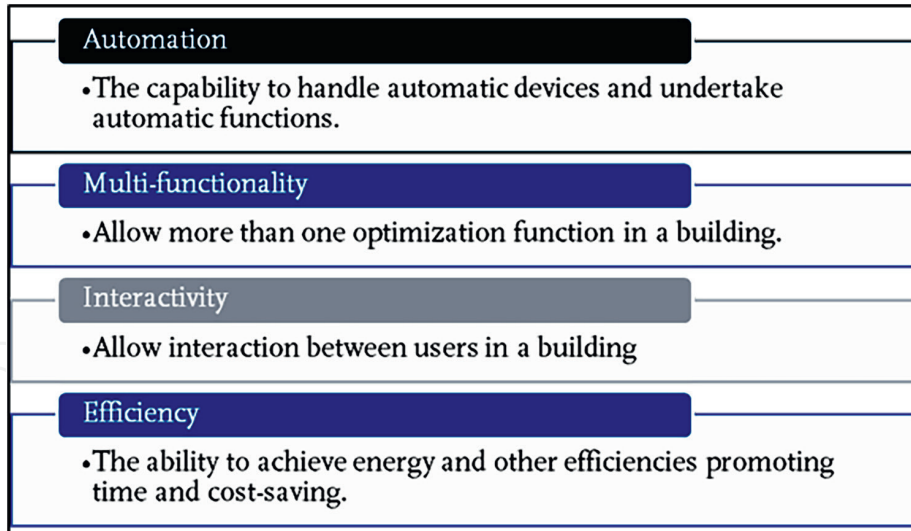 Automation
•The capability to handle automatic devices and undertake
automatic functions.
Multi-functionality
•Allow more than one optimization function in a building.
Interactivity
•Allow interaction between users in a building
Efficiency
•The ability to achieve energy and other efficiencies promoting
time and cost-saving.